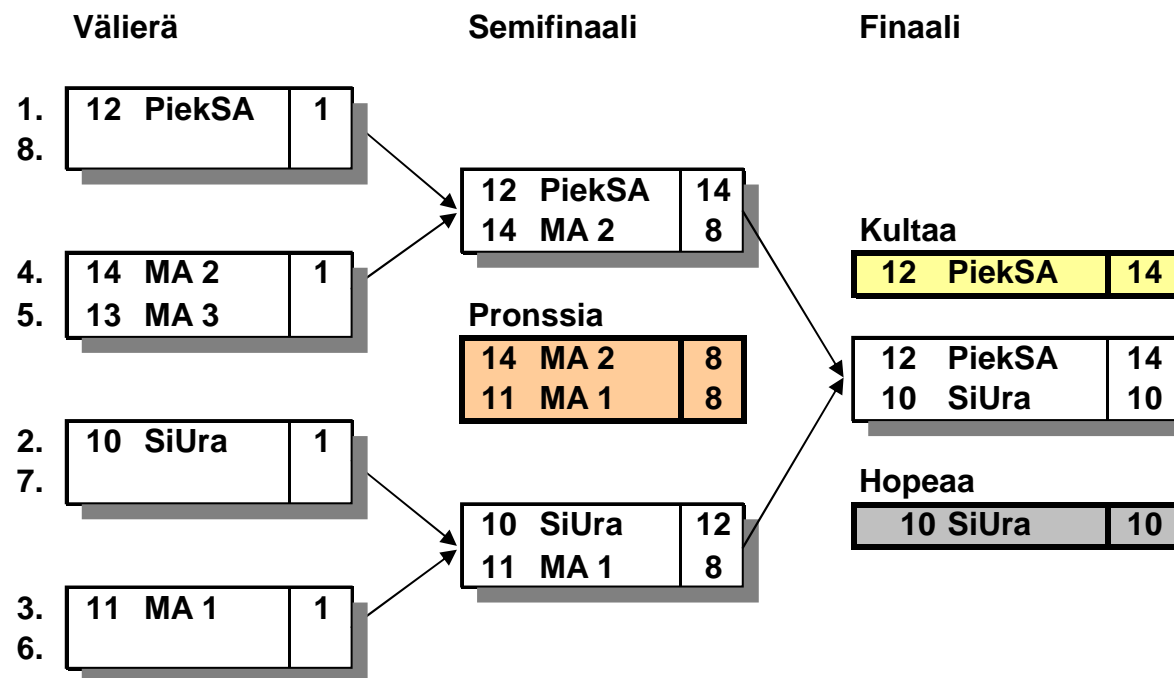 Välierä Semifinaali Finaali
1. 12 PiekSA 1
8.
12 PiekSA 14
14 MA 2 8
Kultaa
12 PiekSA 14
4. 14 MA 2 1
5. 13 MA 3
Pronssia
14 MA 2 8
11 MA 1 8
12 PiekSA 14
10 SiUra 10
2. 10 SiUra 1
7.
Hopeaa
10 SiUra 10
10 SiUra 12
11 MA 1 8
3. 11 MA 1 1
6.